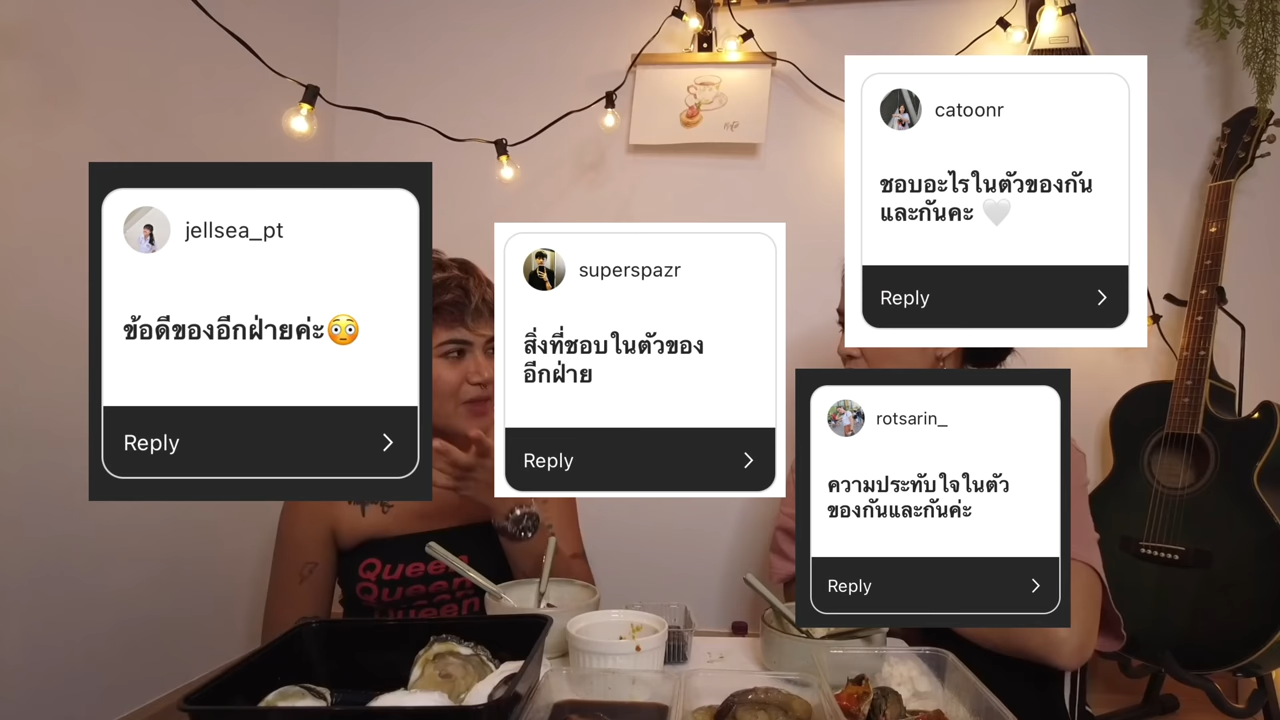 jellsea_pt
ข้อดีของอีกฝ่ายค่ะ😳
Reply
superspazr
สิ่งที่ชอบในตัวของ
อีกฝ่าย
Reply
catoonr
ชอบอะไรในตัวของกัน
และกันคะ 🤍
Reply
rotsarin_
ความประทับใจในตัว
ของกันและกันค่ะ
Reply
Queen
Queen
Queen